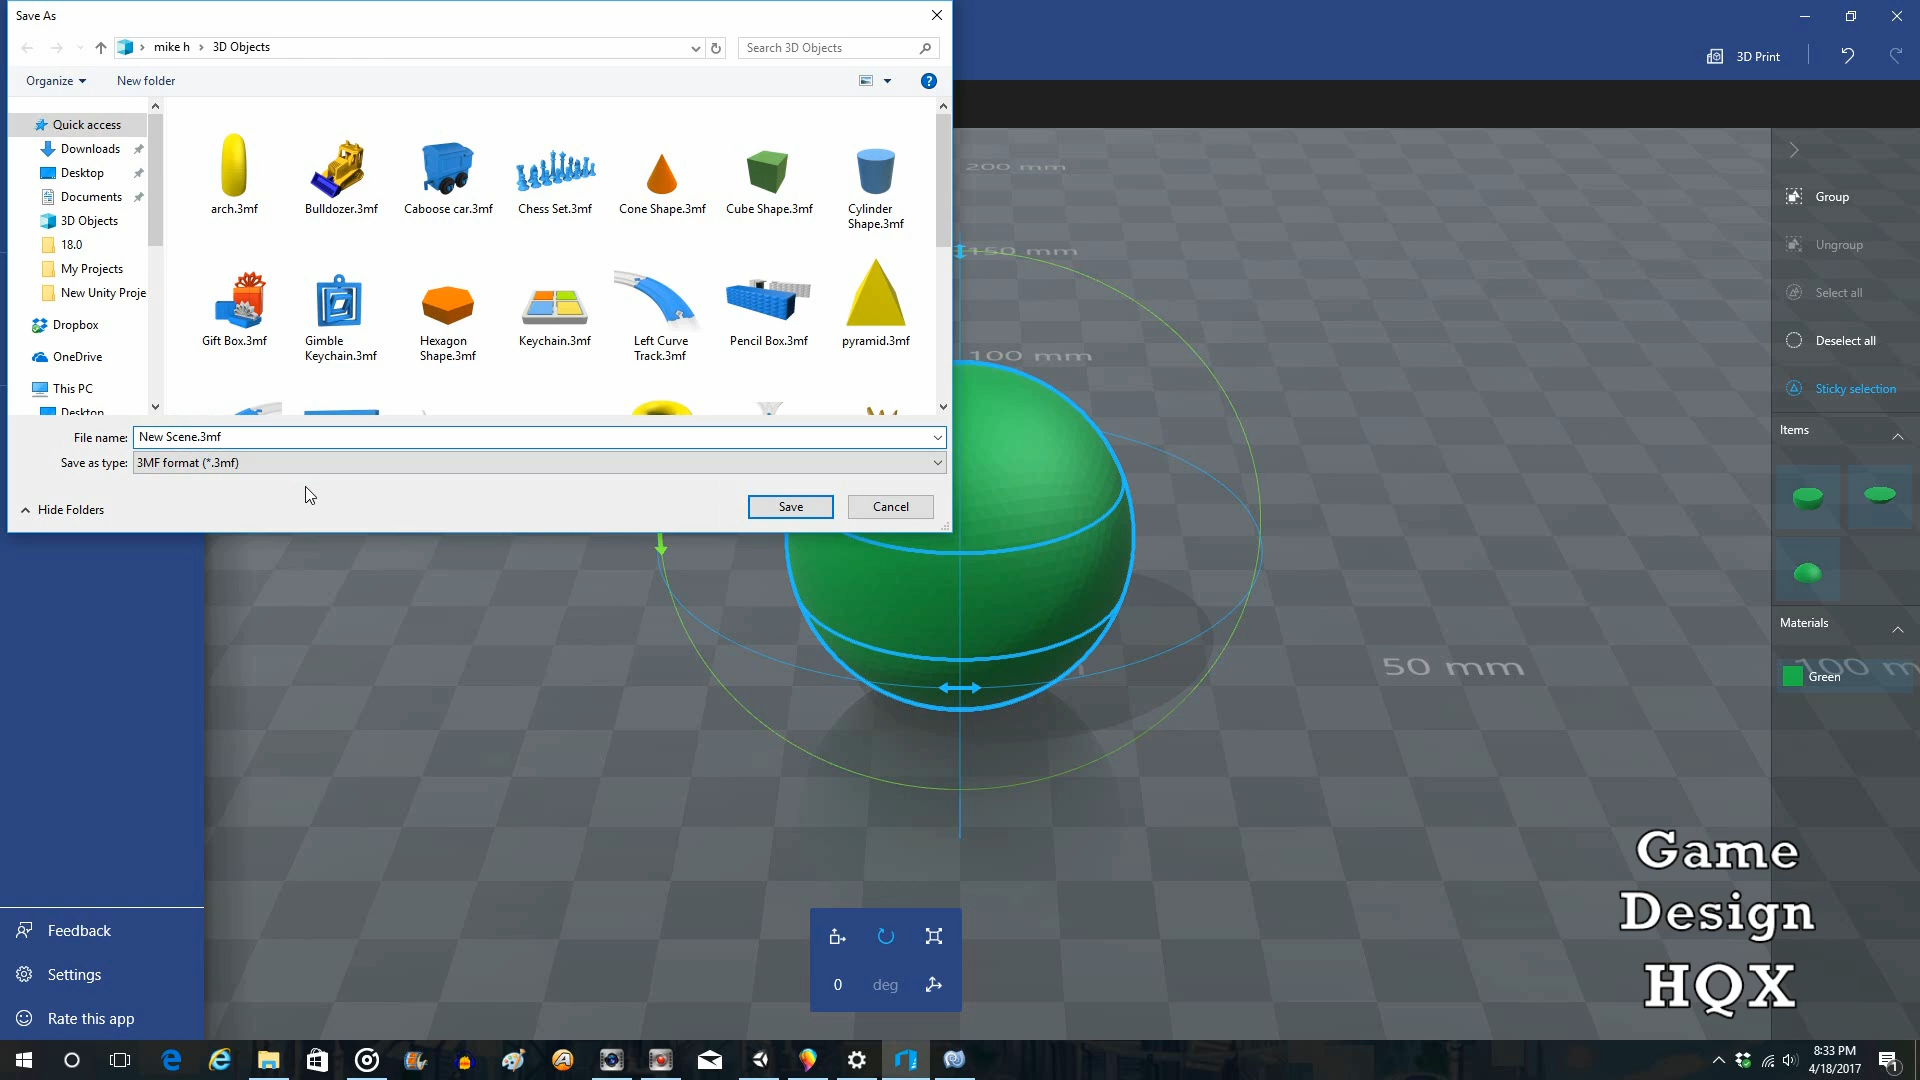 Save As
mike h
3D Objects
Search 3D Objects
Organize
New folder
Quick access
Downloads
Desktop
Documents
3D Objects
18.0
My Projects
New Unity Proje
Dropbox
OneDrive
This PC
Desktop
arch.3mf
Bulldozer.3mf
Caboose car.3mf
Chess Set.3mf
Cone Shape.3mf
Cube Shape.3mf
Cylinder
Shape.3mf
Gift Box.3mf
Gimble
Keychain.3mf
Hexagon
Shape.3mf
Keychain.3mf
Left Curve
Track.3mf
Pencil Box.3mf
pyramid.3mf
File name: New Scene.3mf
Save as type: 3MF format (*.3mf)
Hide Folders
Save
Cancel
3D Print
200 mm
150 mm
100 mm
50 mm
100 m
Group
Ungroup
Select all
Deselect all
Sticky selection
Items
Materials
Green
0 deg
Feedback
Settings
Rate this app
Game
Design
HQX
8:33 PM
4/18/2017
1